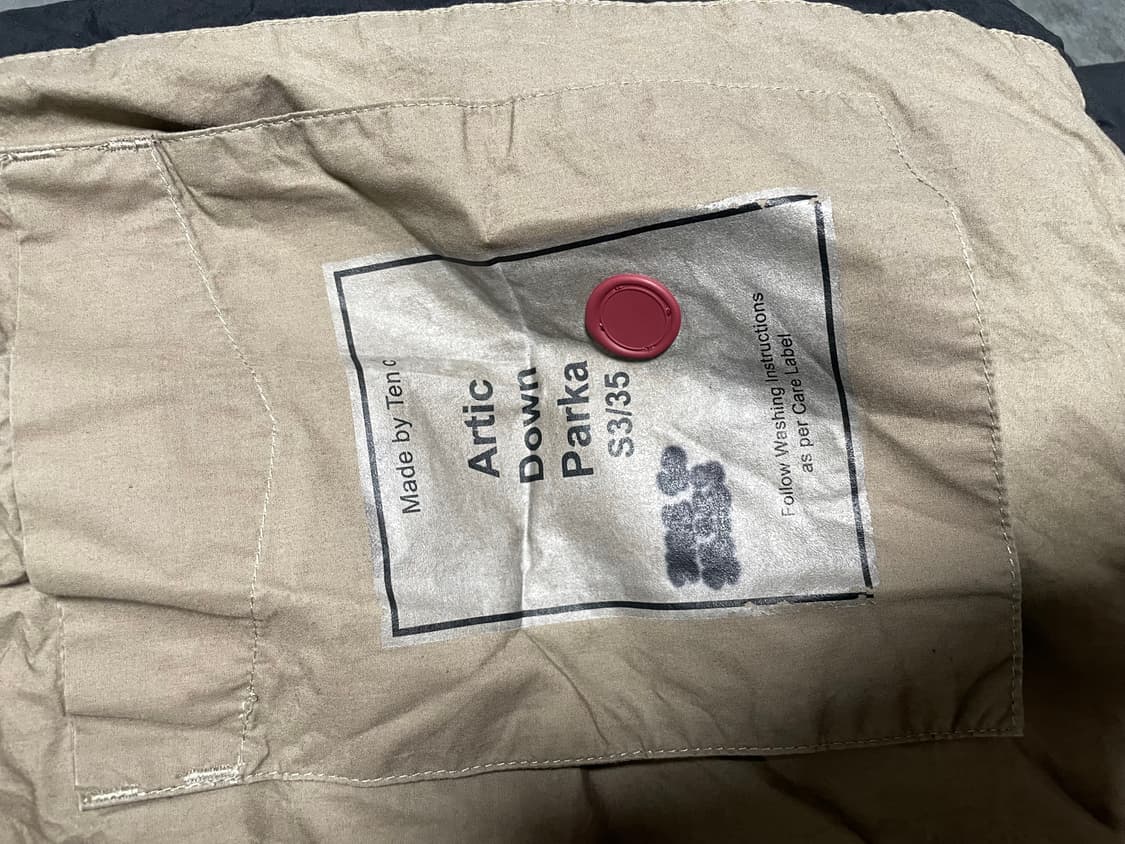 Made by Ten C
Artic
Down
Parka
S3/35
Follow Washing Instructions
as per Care Label